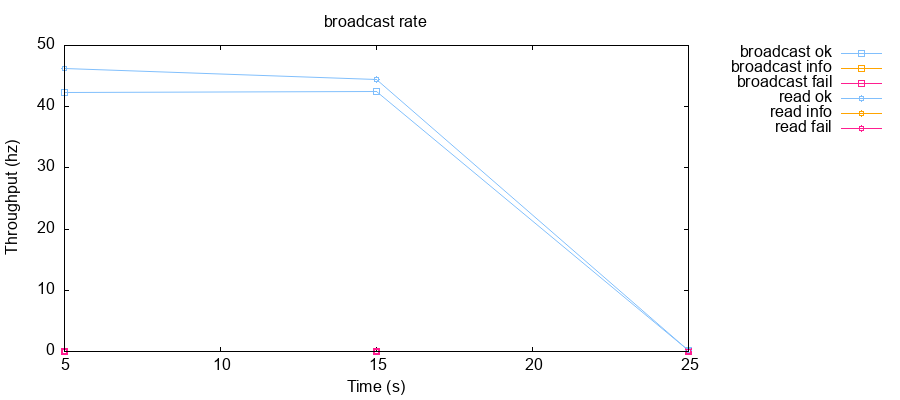 broadcast rate
50
40
30
20
10
0
Throughput (hz)
5
10
15
20
25
Time (s)
broadcast ok
broadcast info
broadcast fail
read ok
read info
read fail